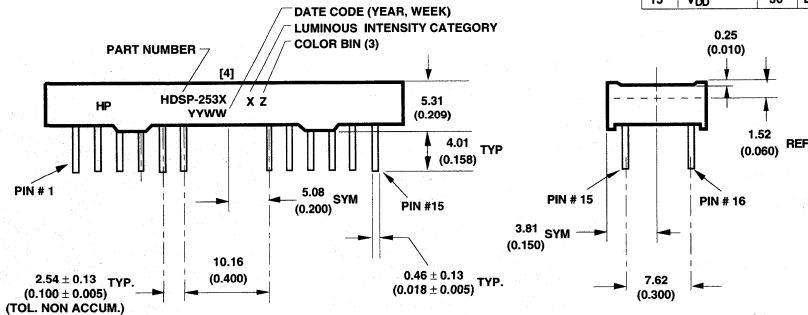 DATE CODE (YEAR, WEEK)
LUMINOUS INTENSITY CATEGORY
COLOR BIN (3)
PART NUMBER
[4]
HP
HDSP-253X X Z
YYWW
5.31
(0.209)
4.01
(0.158) TYP
PIN # 1
5.08
(0.200) SYM
PIN #15
10.16
(0.400)
2.54 ± 0.13
(0.100 ± 0.005) TYP.
(TOL. NON ACCUM.)
0.46 ± 0.13
(0.018 ± 0.005) TYP.
15 VDD
0.25
(0.010)
1.52
(0.060) REF
PIN # 15
PIN # 16
3.81
(0.150) SYM
7.62
(0.300)